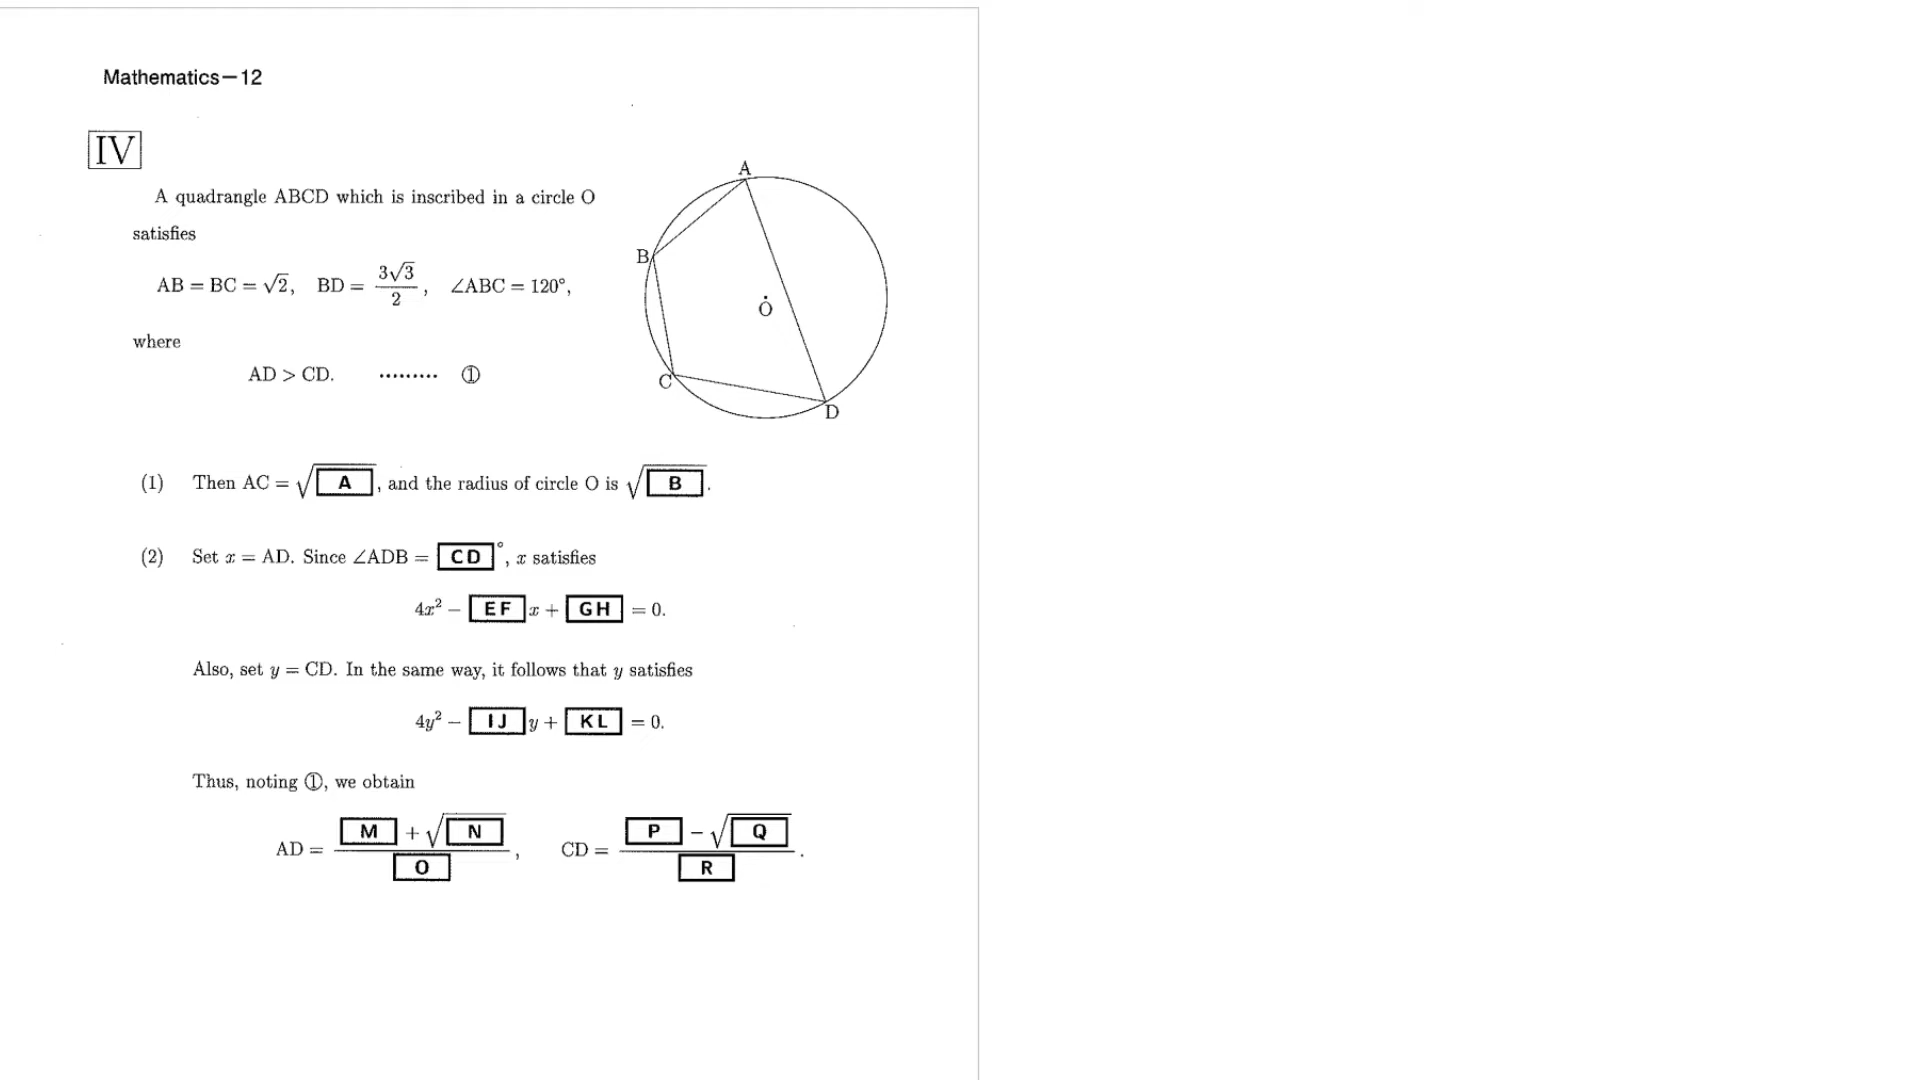 Mathematics—12
IV
A quadrangle ABCD which is inscribed in a circle O
satisfies
AB = BC = √2, BD = 3√3/2, ∠ABC = 120°,
where
AD > CD. ········· ①
A
B
O
C
D
(1) Then AC = √[A], and the radius of circle O is √[B].
(2) Set x = AD. Since ∠ADB = [CD]°, x satisfies
4x² − [EF]x + [GH] = 0.
Also, set y = CD. In the same way, it follows that y satisfies
4y² − [IJ]y + [KL] = 0.
Thus, noting ①, we obtain
AD = ([M] + √[N])/[O], CD = ([P] − √[Q])/[R].